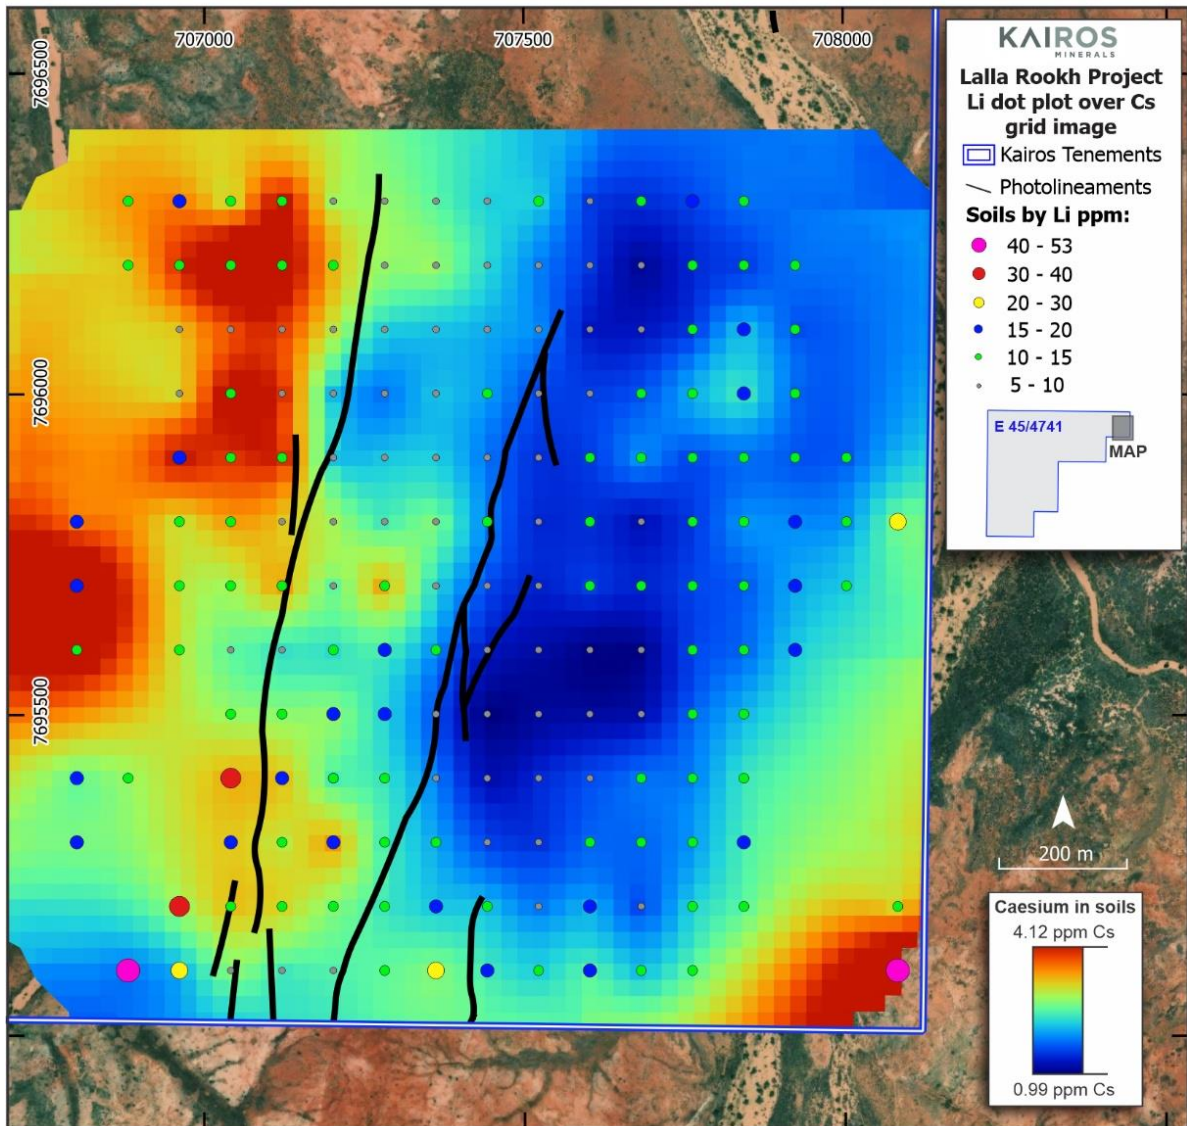 707000
707500
708000
7696500
7696000
7695500
KAIROS
MINERALS
Lalla Rookh Project
Li dot plot over Cs
grid image
Kairos Tenements
Photolineaments
Soils by Li ppm:
40 - 53
30 - 40
20 - 30
15 - 20
10 - 15
5 - 10
E 45/4741
MAP
200 m
Caesium in soils
4.12 ppm Cs
0.99 ppm Cs